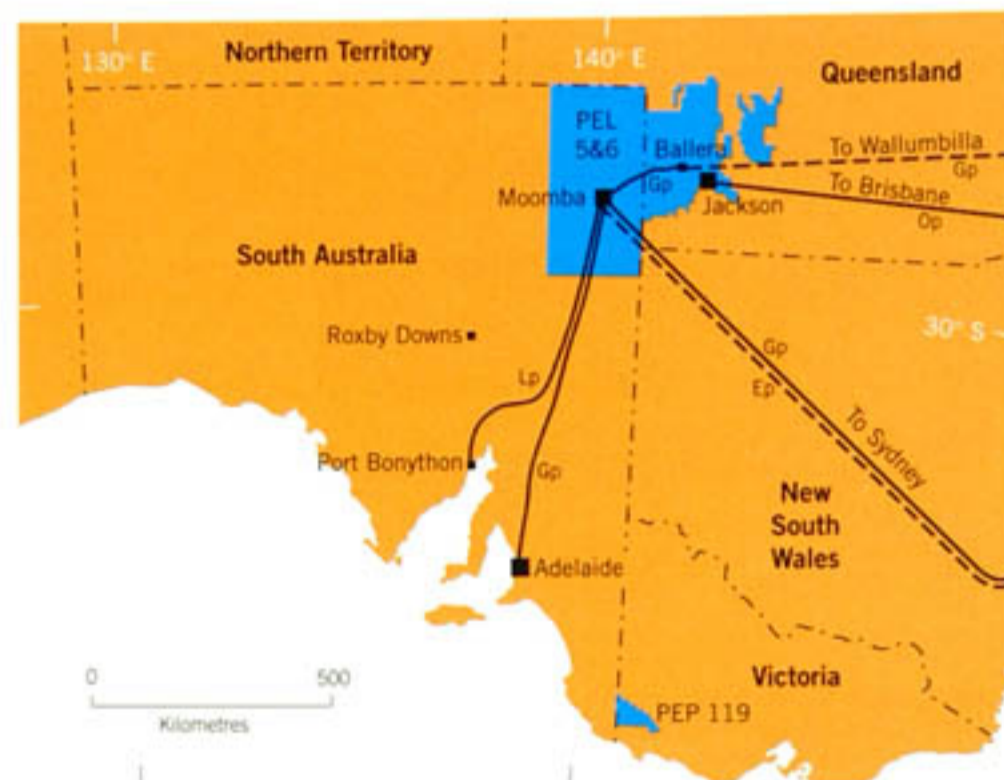 Northern Territory
130° E
140° E
Queensland
PEL
5&6
Ballera
To Wallumbilla
Gp
Moomba
Gp
Jackson
To Brisbane
Op
South Australia
Roxby Downs
30° S
Gp
Ep
Lp
To Sydney
Port Bonython
Gp
New
South
Wales
Adelaide
0
500
Kilometres
Victoria
PEP 119